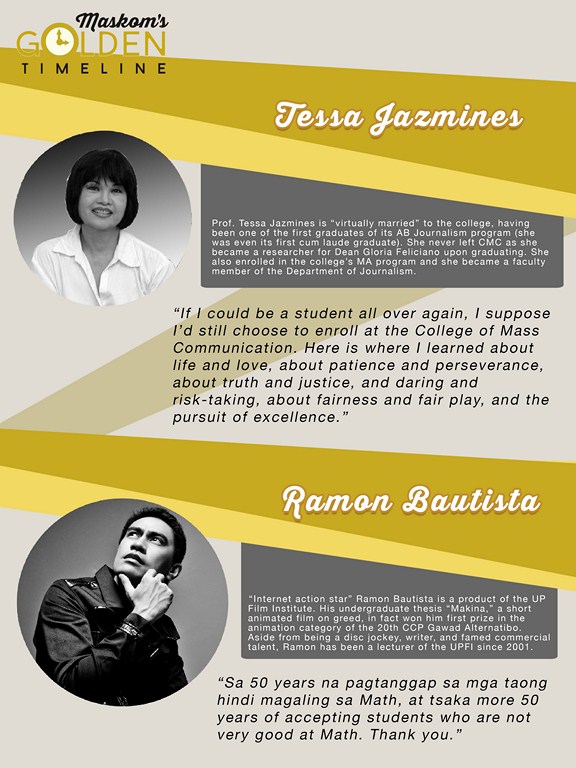 Maskom's
GOLDEN
TIMELINE
Tessa Jazmines
Prof. Tessa Jazmines is "virtually married" to the college, having
been one of the first graduates of its AB Journalism program (she
was even its first cum laude graduate). She never left CMC as she
became a researcher for Dean Gloria Feliciano upon graduating. She
also enrolled in the college's MA program and she became a faculty
member of the Department of Journalism.
"If I could be a student all over again, I suppose
I'd still choose to enroll at the College of Mass
Communication. Here is where I learned about
life and love, about patience and perseverance,
about truth and justice, and daring and
risk-taking, about fairness and fair play, and the
pursuit of excellence."
Ramon Bautista
"Internet action star" Ramon Bautista is a product of the UP
Film Institute. His undergraduate thesis "Makina," a short
animated film on greed, in fact won him first prize in the
animation category of the 20th CCP Gawad Alternatibo.
Aside from being a disc jockey, writer, and famed commercial
talent, Ramon has been a lecturer of the UPFI since 2001.
"Sa 50 years na pagtanggap sa mga taong
hindi magaling sa Math, at tsaka more 50
years of accepting students who are not
very good at Math. Thank you."